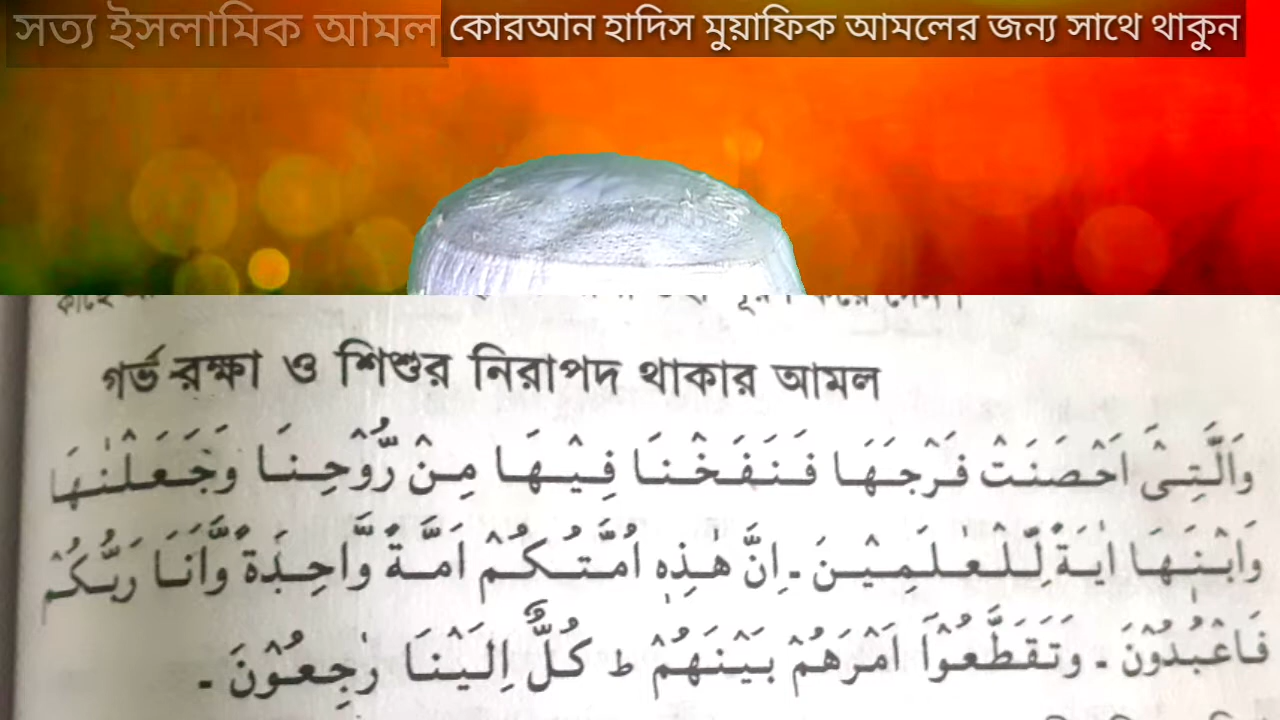 সত্য ইসলামিক আমল
কোরআন হাদিস মুয়াফিক আমলের জন্য সাথে থাকুন
গর্ভ রক্ষা ও শিশুর নিরাপদ থাকার আমল
وَالَّتِىْۤ اَحْصَنَتْ فَرْجَهَا فَنَفَخْنَا فِيْهَا مِنْ رُّوْحِنَا وَجَعَلْنٰهَا
وَابْنَهَا اٰيَةً لِّلْعٰلَمِيْنَ ـ اِنَّ هٰذِهٖ اُمَّتُكُمْ اُمَّةً وَّاحِدَةً وَّاَنَا رَبُّكُمْ
فَاعْبُدُوْنَ ـ وَتَقَطَّعُوْاۤ اَمْرَهُمْ بَيْنَهُمْ ط كُلٌّ اِلَيْنَا رٰجِعُوْنَ ـ